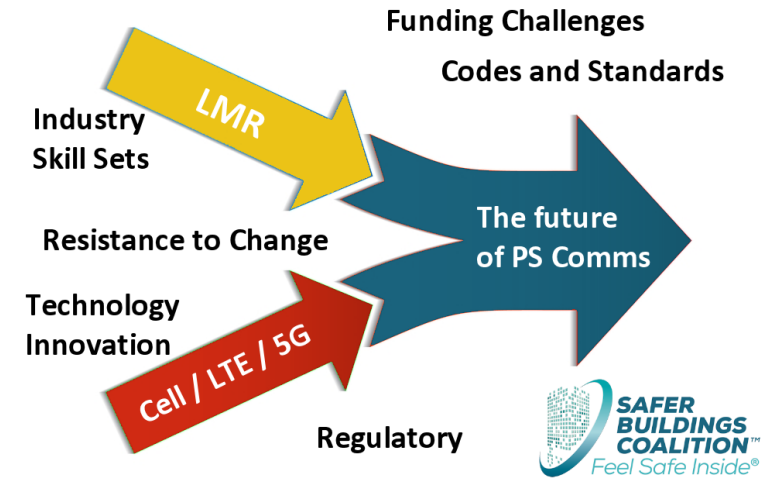 Funding Challenges
Codes and Standards
LMR
Industry
Skill Sets
The future
of PS Comms
Resistance to Change
Technology
Innovation
Cell / LTE / 5G
Regulatory
SAFER
BUILDINGS
COALITION™
Feel Safe Inside®